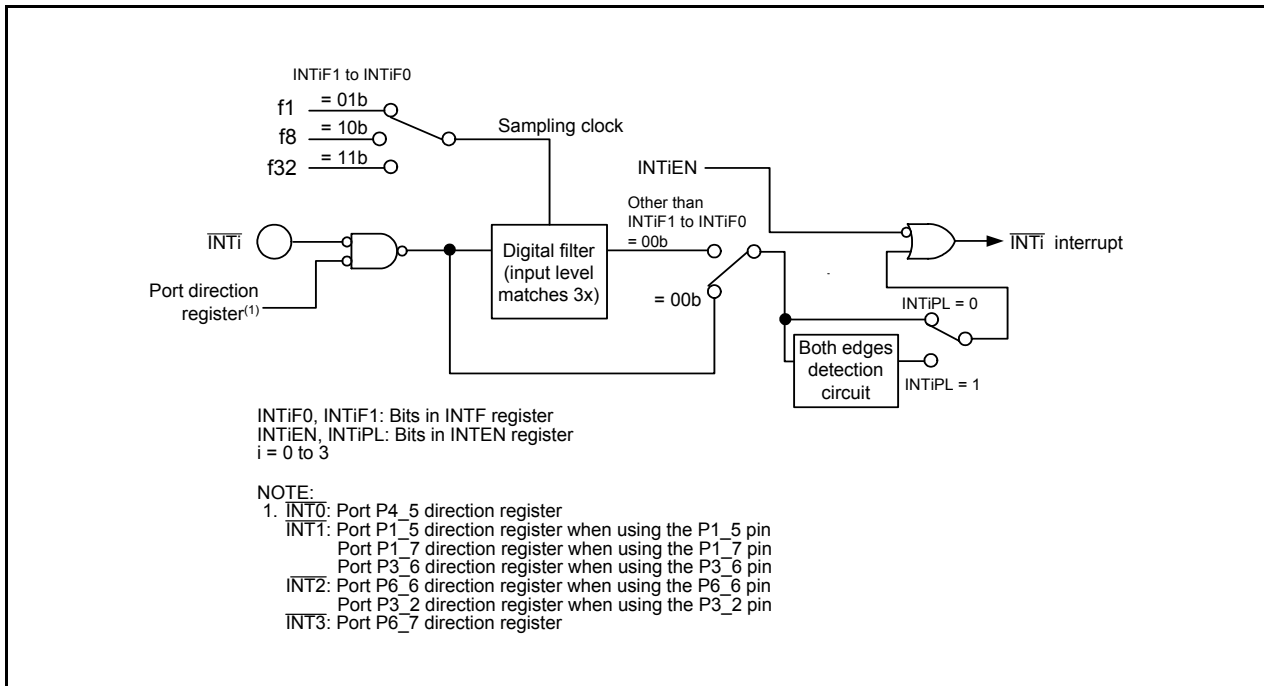 INTiF1 to INTiF0
f1
= 01b
f8
= 10b
f32
= 11b
Sampling clock
INTiEN
Other than
INTiF1 to INTiF0
= 00b
INTi
Digital filter
(input level
matches 3x)
INTi interrupt
Port direction
register(1)
= 00b
INTiPL = 0
Both edges
detection
circuit
INTiPL = 1
INTiF0, INTiF1: Bits in INTF register
INTiEN, INTiPL: Bits in INTEN register
i = 0 to 3
NOTE:
1. INT0: Port P4_5 direction register
INT1: Port P1_5 direction register when using the P1_5 pin
Port P1_7 direction register when using the P1_7 pin
Port P3_6 direction register when using the P3_6 pin
INT2: Port P6_6 direction register when using the P6_6 pin
Port P3_2 direction register when using the P3_2 pin
INT3: Port P6_7 direction register